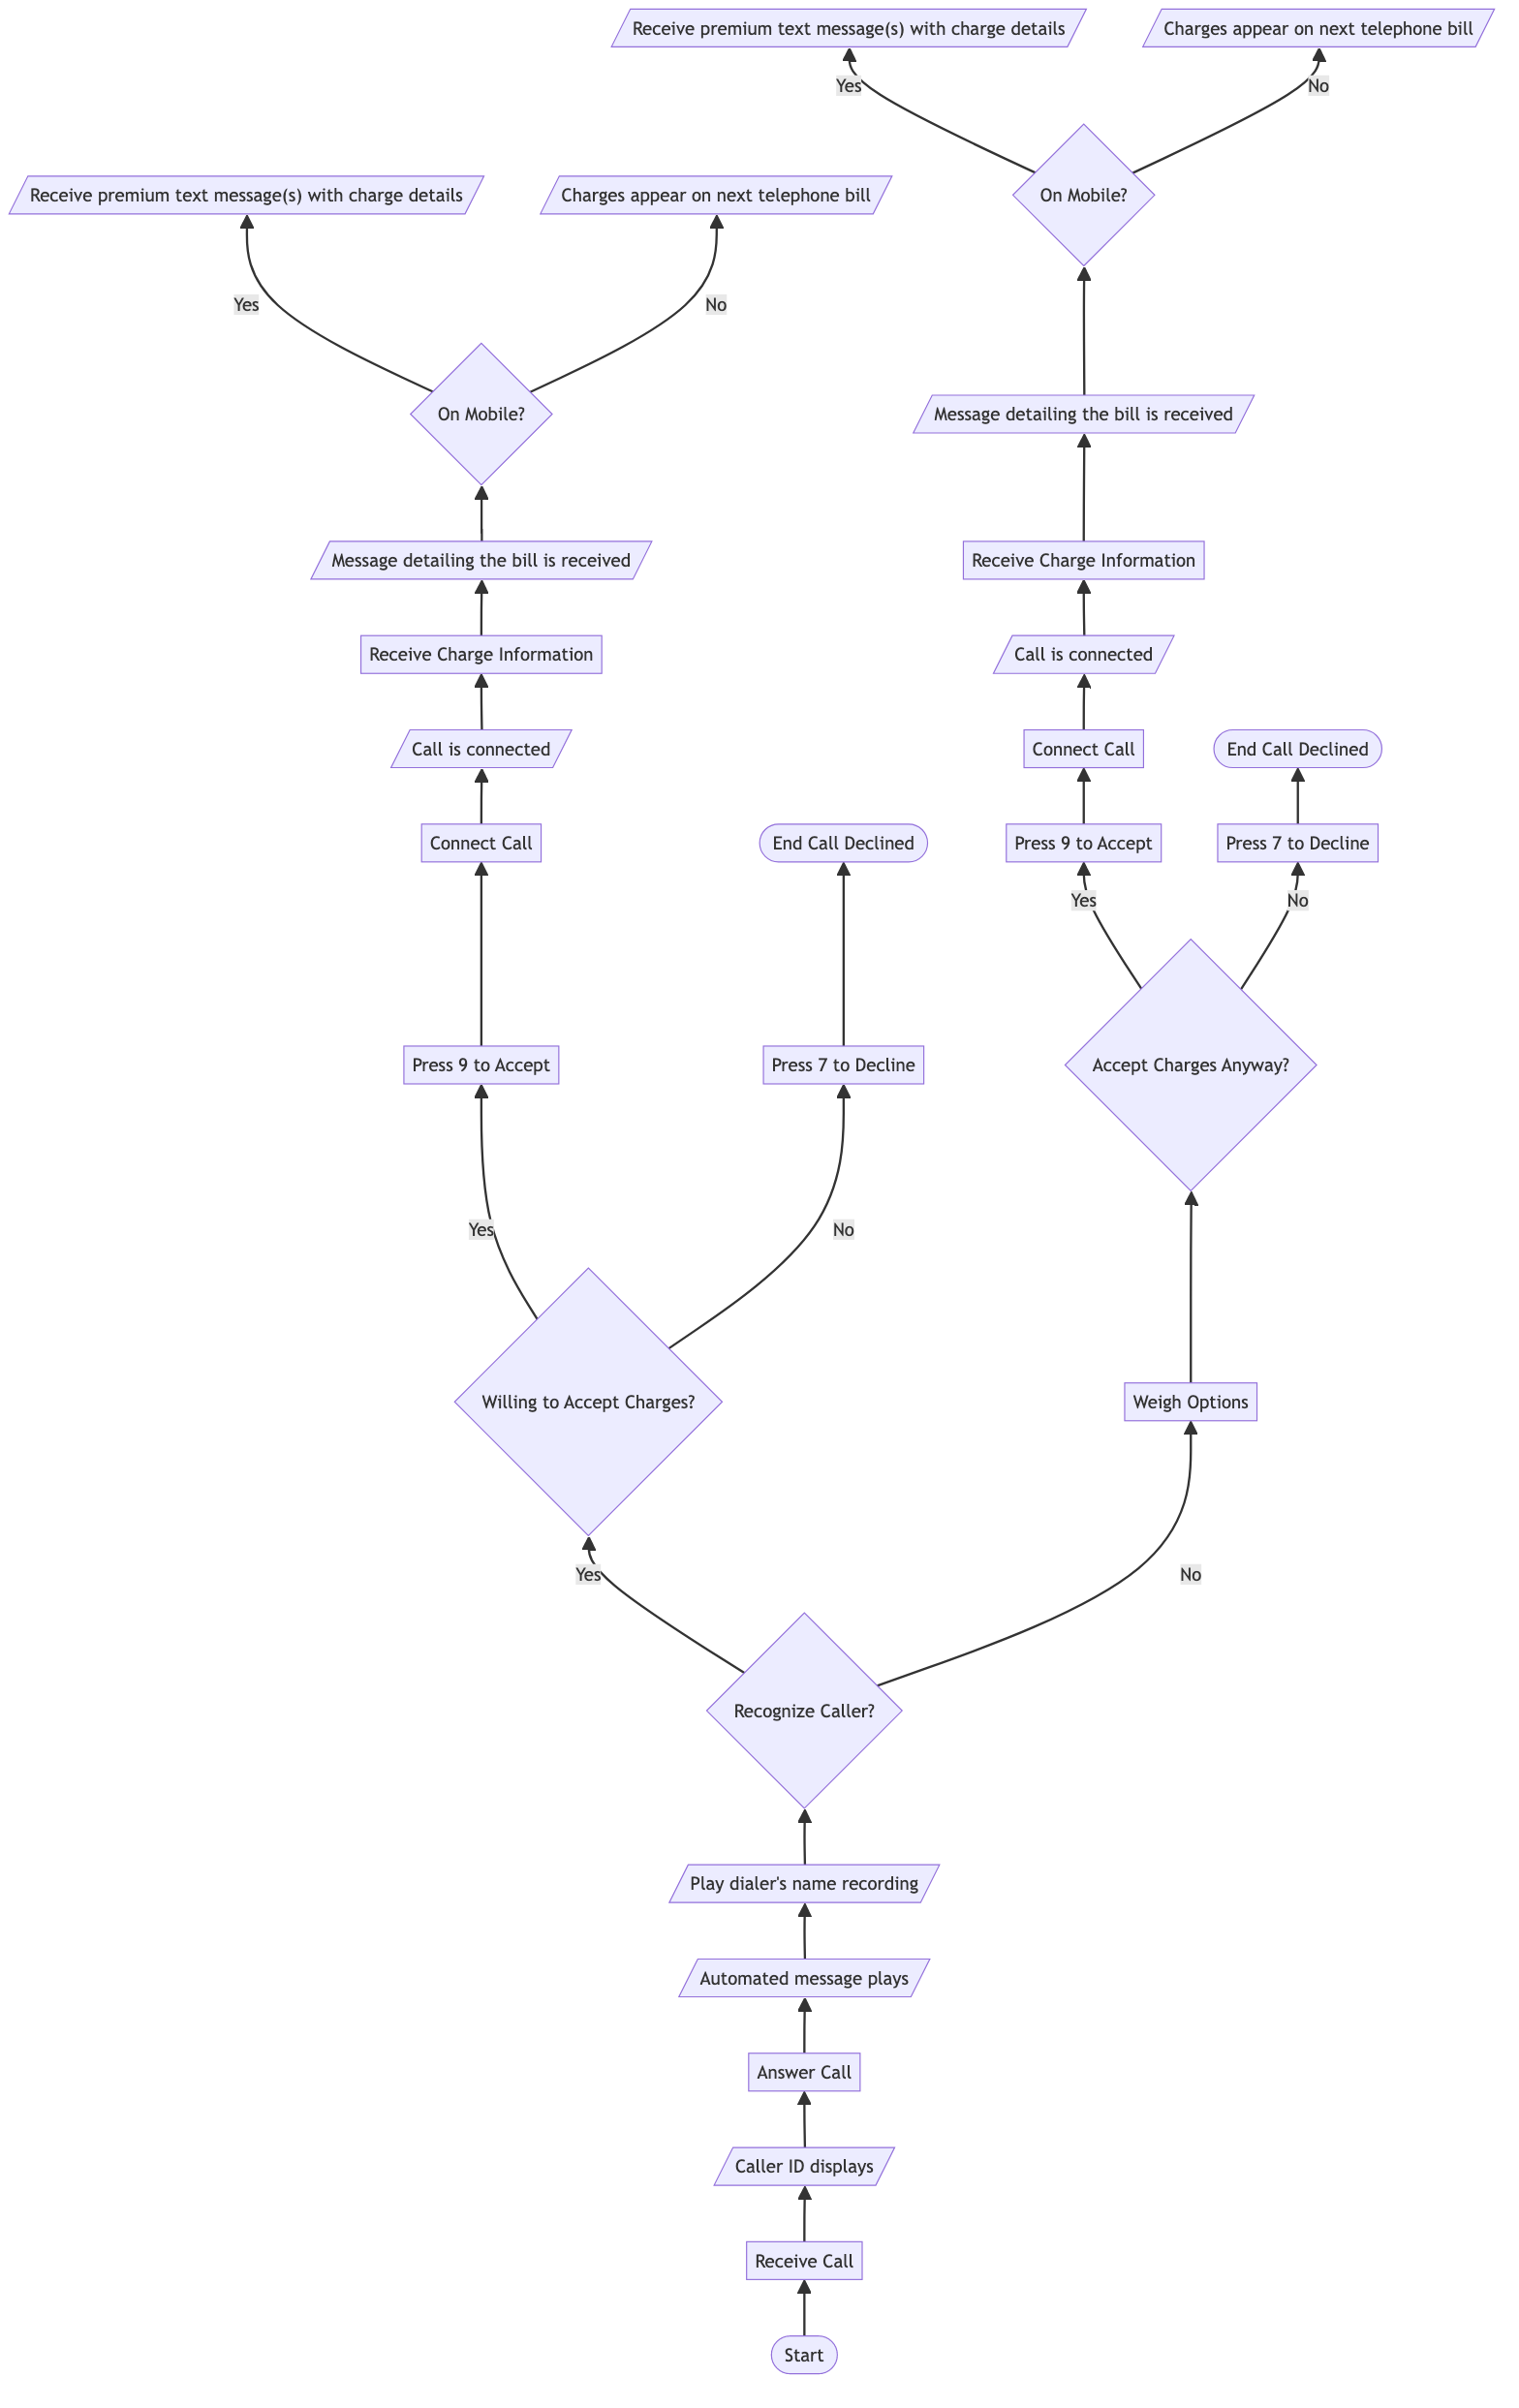 Receive premium text message(s) with charge details
Charges appear on next telephone bill
Yes
No
Receive premium text message(s) with charge details
Charges appear on next telephone bill
On Mobile?
Yes
No
On Mobile?
Message detailing the bill is received
Message detailing the bill is received
Receive Charge Information
Receive Charge Information
Call is connected
Call is connected
Connect Call
End Call Declined
Connect Call
End Call Declined
Press 9 to Accept
Press 7 to Decline
Yes
No
Press 9 to Accept
Press 7 to Decline
Accept Charges Anyway?
Yes
No
Willing to Accept Charges?
Weigh Options
Yes
No
Recognize Caller?
Play dialer's name recording
Automated message plays
Answer Call
Caller ID displays
Receive Call
Start